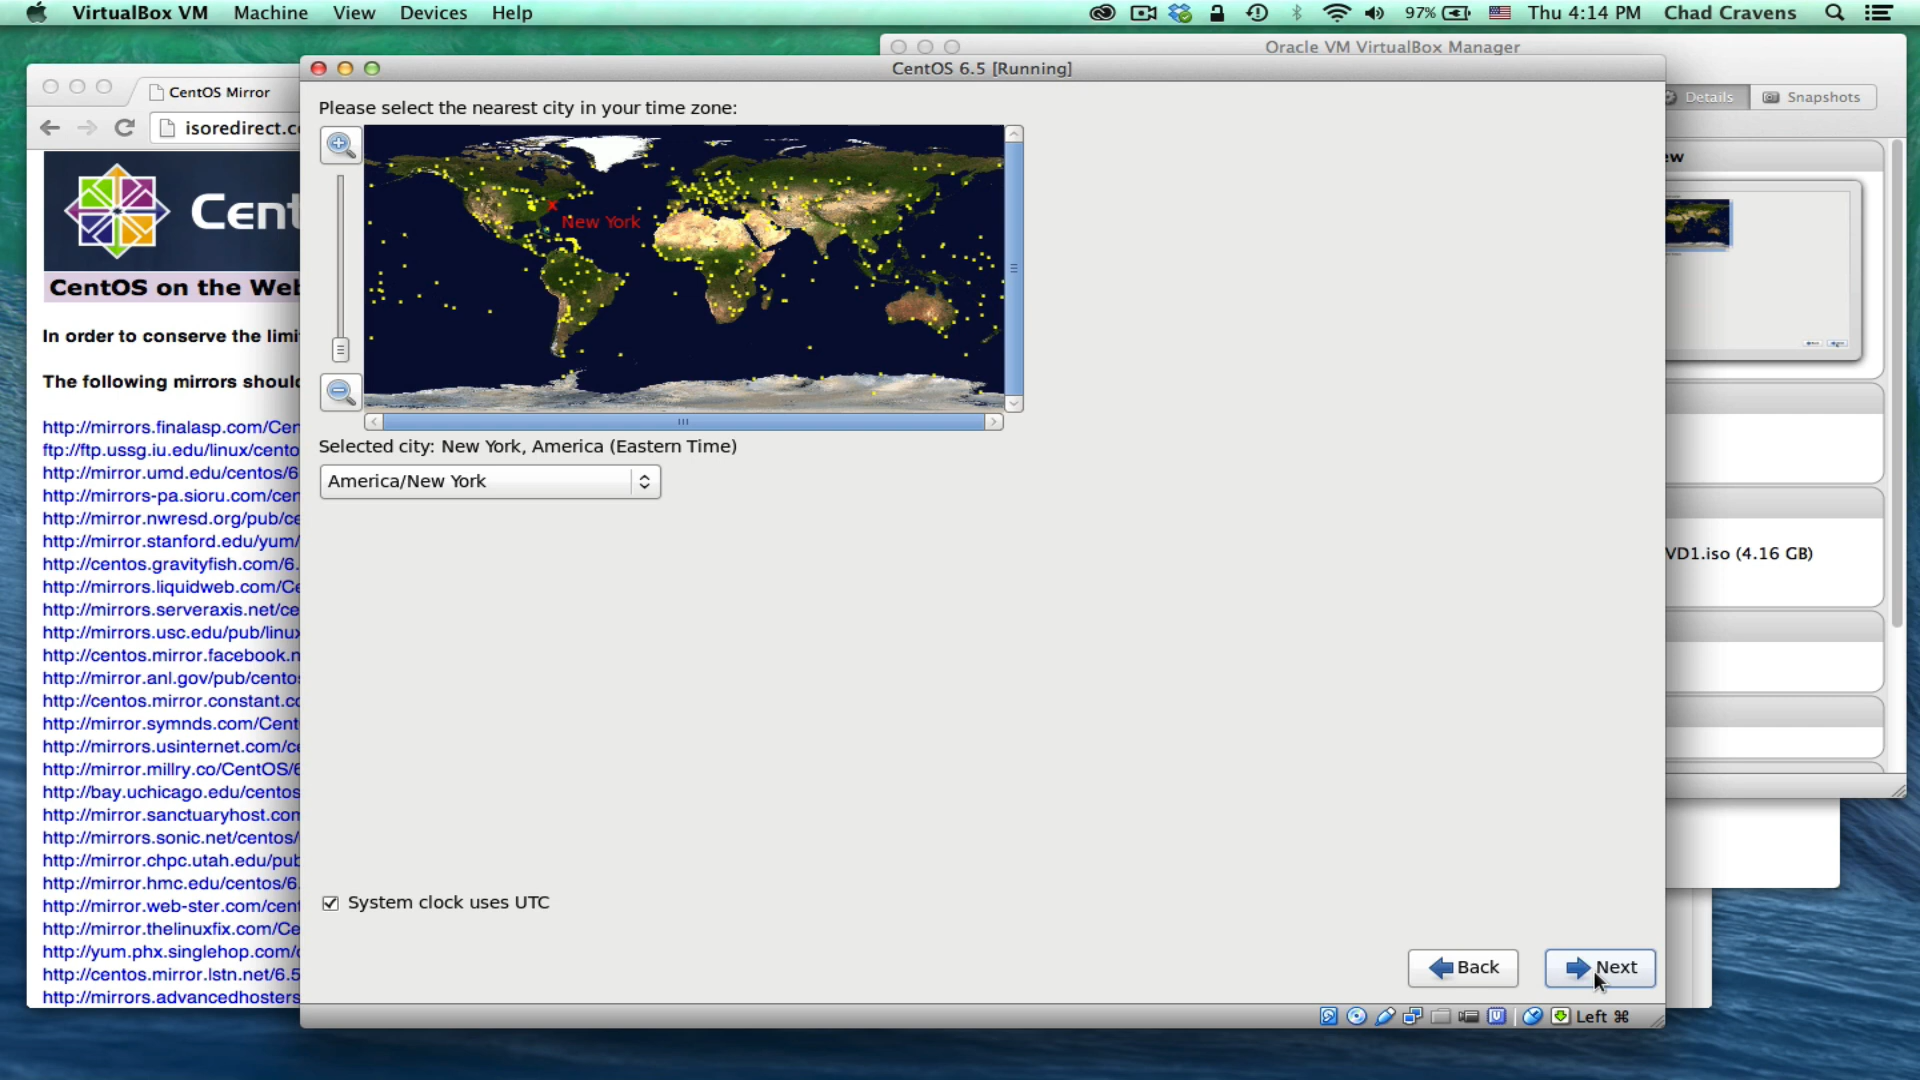 VirtualBox VM Machine View Devices Help
97% Thu 4:14 PM Chad Cravens
Oracle VM VirtualBox Manager
Details Snapshots
CentOS Mirror
isoredirect.c
Cent
CentOS on the Web
In order to conserve the limi
The following mirrors should
http://mirrors.finalasp.com/Cen
ftp://ftp.ussg.iu.edu/linux/cento
http://mirror.umd.edu/centos/6
http://mirrors-pa.sioru.com/cen
http://mirror.nwresd.org/pub/ce
http://mirror.stanford.edu/yum/
http://centos.gravityfish.com/6.
http://mirrors.liquidweb.com/Ce
http://mirrors.serveraxis.net/ce
http://mirrors.usc.edu/pub/linux
http://centos.mirror.facebook.n
http://mirror.anl.gov/pub/centos
http://centos.mirror.constant.co
http://mirror.symnds.com/Cent
http://mirrors.usinternet.com/ce
http://mirror.millry.co/CentOS/6
http://bay.uchicago.edu/centos
http://mirror.sanctuaryhost.com
http://mirrors.sonic.net/centos/
http://mirror.chpc.utah.edu/pub
http://mirror.hmc.edu/centos/6.
http://mirror.web-ster.com/cent
http://mirror.thelinuxfix.com/Ce
http://yum.phx.singlehop.com/c
http://centos.mirror.lstn.net/6.5
http://mirrors.advancedhosters
CentOS 6.5 [Running]
Please select the nearest city in your time zone:
New York
Selected city: New York, America (Eastern Time)
America/New York
System clock uses UTC
Back Next
Left ⌘
ew
VD1.iso (4.16 GB)